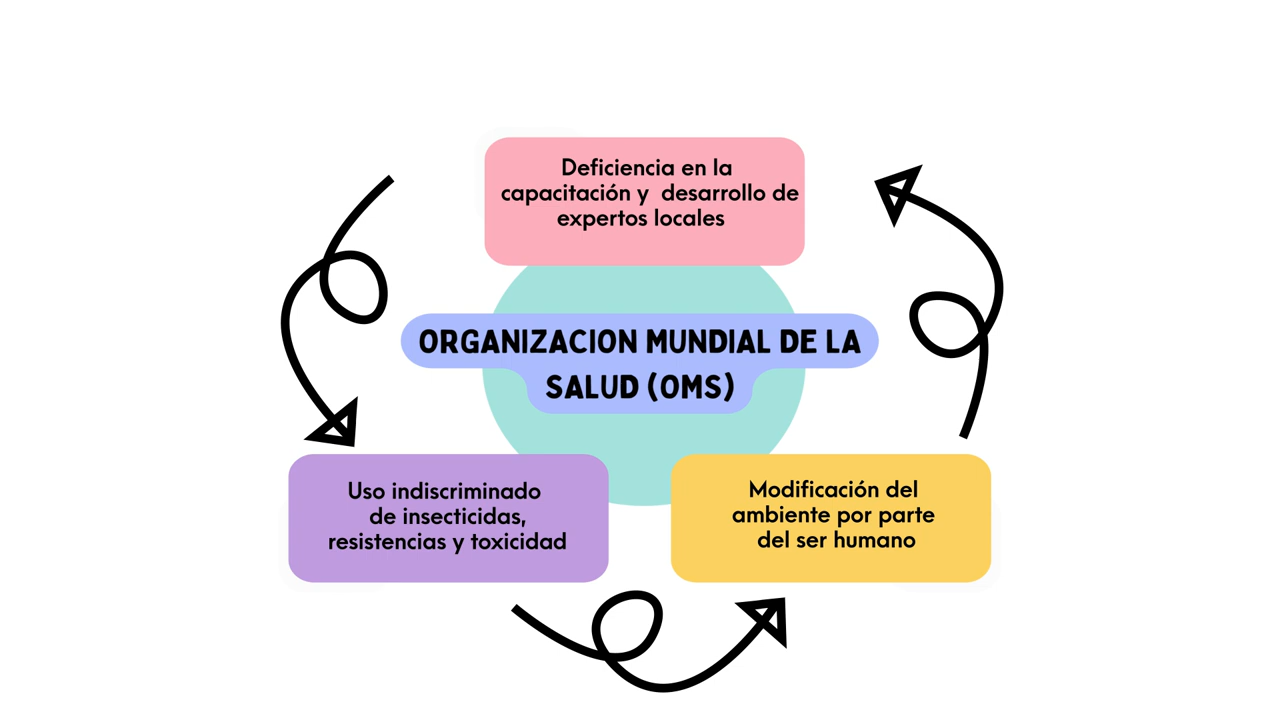 Deficiencia en la
capacitación y desarrollo de
expertos locales
ORGANIZACION MUNDIAL DE LA
SALUD (OMS)
Uso indiscriminado
de insecticidas,
resistencias y toxicidad
Modificación del
ambiente por parte
del ser humano